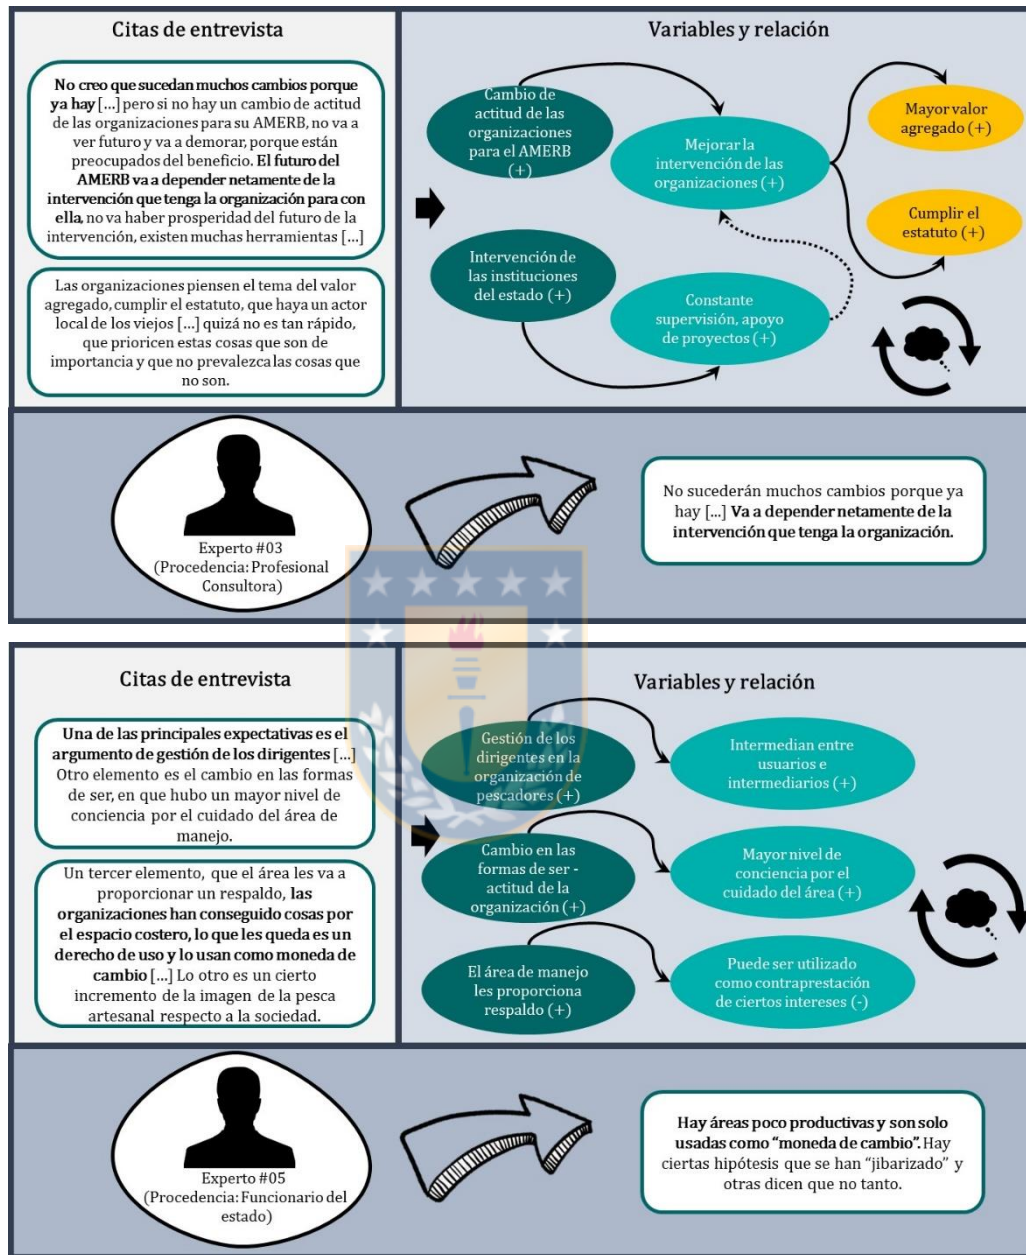 Citas de entrevista
No creo que sucedan muchos cambios porque
ya hay [...] pero si no hay un cambio de actitud
de las organizaciones para su AMERB, no va a
ver futuro y va a demorar, porque están
preocupados del beneficio. El futuro del
AMERB va a depender netamente de la
intervención que tenga la organización para con
ella, no va haber prosperidad del futuro de la
intervención, existen muchas herramientas [...]
Las organizaciones piensen el tema del valor
agregado, cumplir el estatuto, que haya un actor
local de los viejos [...] quizá no es tan rápido,
que prioricen estas cosas que son de
importancia y que no prevalezca las cosas que
no son.
Variables y relación
Cambio de
actitud de las
organizaciones
para el AMERB
(+)
Mejorar la
intervención de las
organizaciones (+)
Mayor valor
agregado (+)
Cumplir el
estatuto (+)
Intervención de
las instituciones
del estado (+)
Constante
supervisión, apoyo
de proyectos (+)
Experto #03
(Procedencia: Profesional
Consultora)
No sucederán muchos cambios porque ya
hay [...] Va a depender netamente de la
intervención que tenga la organización.
Citas de entrevista
Una de las principales expectativas es el
argumento de gestión de los dirigentes [...]
Otro elemento es el cambio en las formas
de ser, en que hubo un mayor nivel de
conciencia por el cuidado del área de
manejo.
Un tercer elemento, que el área les va a
proporcionar un respaldo, las
organizaciones han conseguido cosas por
el espacio costero, lo que les queda es un
derecho de uso y lo usan como moneda de
cambio [...] Lo otro es un cierto
incremento de la imagen de la pesca
artesanal respecto a la sociedad.
Variables y relación
Gestión de los
dirigentes en la
organización de
pescadores (+)
Intermedian entre
usuarios e
intermediarios (+)
Cambio en las
formas de ser -
actitud de la
organización (+)
Mayor nivel de
conciencia por el
cuidado del área (+)
El área de manejo
les proporciona
respaldo (+)
Puede ser utilizado
como contraprestación
de ciertos intereses (-)
Experto #05
(Procedencia: Funcionario del
estado)
Hay áreas poco productivas y son solo
usadas como “moneda de cambio”. Hay
ciertas hipótesis que se han “jibarizado” y
otras dicen que no tanto.